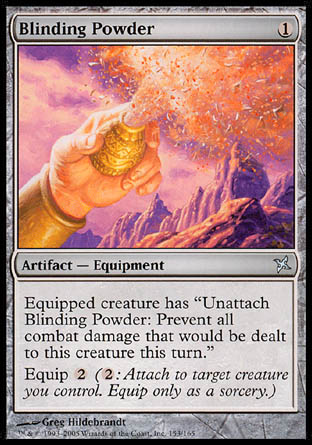 Blinding Powder 1
Artifact — Equipment
Equipped creature has “Unattach
Blinding Powder: Prevent all
combat damage that would be dealt
to this creature this turn.”
Equip 2 (2: Attach to target creature
you control. Equip only as a sorcery.)
Greg Hildebrandt
™ & © 1993–2005 Wizards of the Coast, Inc. 153/165